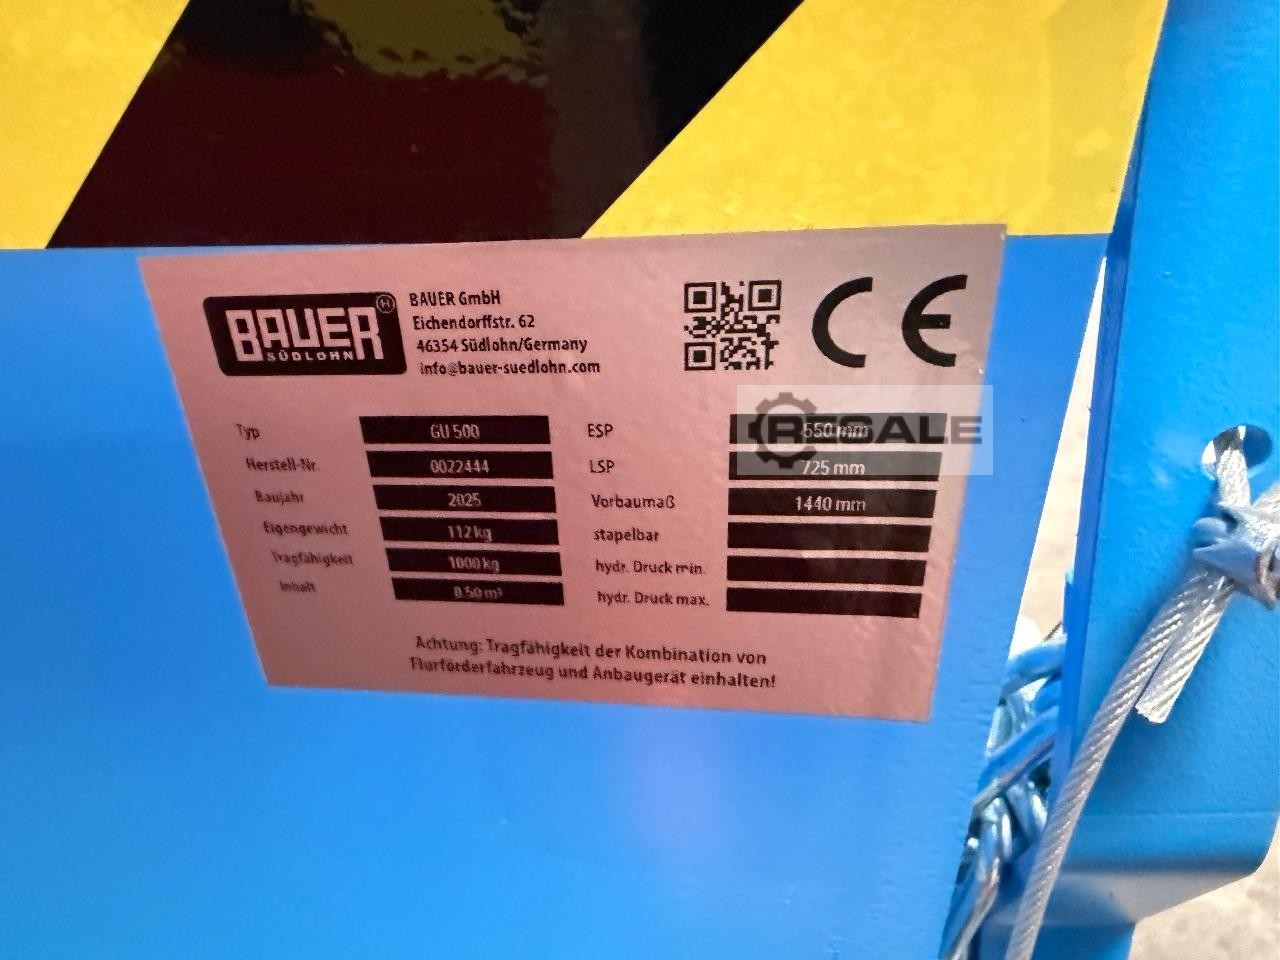 BAUER
SÜDLOHN
BAUER GmbH
Eichendorffstr. 62
46354 Südlohn/Germany
info@bauer-suedlohn.com
CE
Typ GU 500
Herstell-Nr. 0022444
Baujahr 2025
Eigengewicht 112 kg
Tragfähigkeit 1000 kg
Inhalt 0.50 m³
ESP 550 mm
LSP 725 mm
Vorbaumaß 1440 mm
stapelbar
hydr. Druck min.
hydr. Druck max.
Achtung: Tragfähigkeit der Kombination von
Flurförderfahrzeug und Anbaugerät einhalten!
RESALE